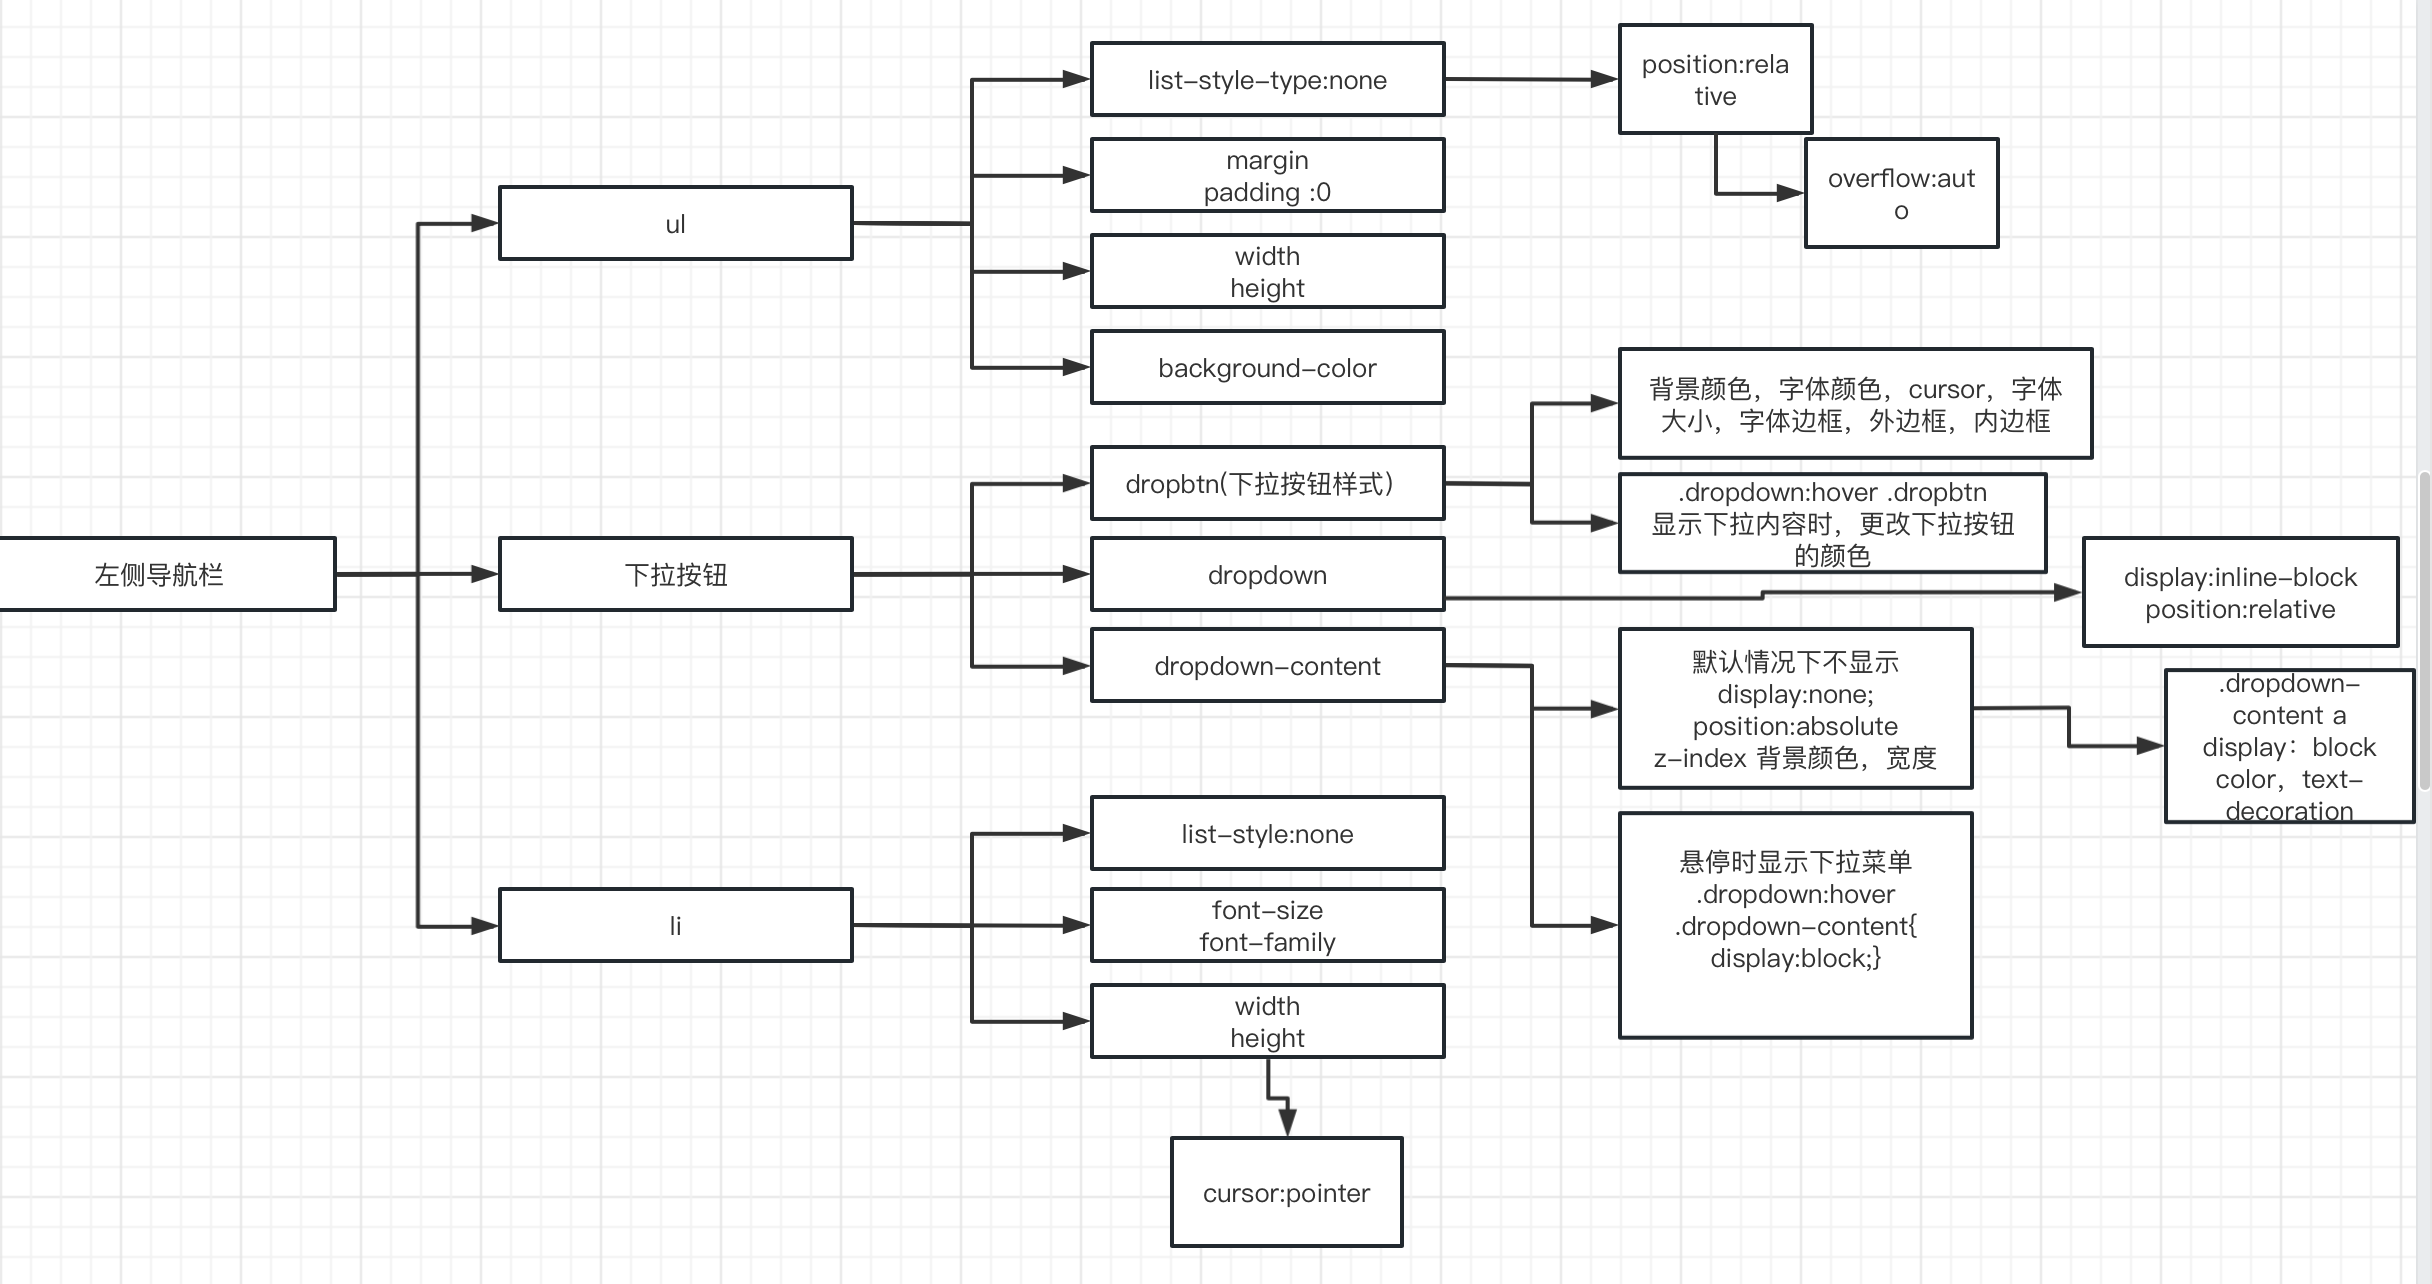 左侧导航栏
ul
下拉按钮
li
list-style-type:none
margin
padding :0
width
height
background-color
dropbtn(下拉按钮样式)
dropdown
dropdown-content
list-style:none
font-size
font-family
width
height
cursor:pointer
position:rela
tive
overflow:aut
o
背景颜色，字体颜色，cursor，字体
大小，字体边框，外边框，内边框
.dropdown:hover .dropbtn
显示下拉内容时，更改下拉按钮
的颜色
display:inline-block
position:relative
默认情况下不显示
display:none;
position:absolute
z-index 背景颜色，宽度
.dropdown-
content a
display：block
color，text-
decoration
悬停时显示下拉菜单
.dropdown:hover
.dropdown-content{
display:block;}